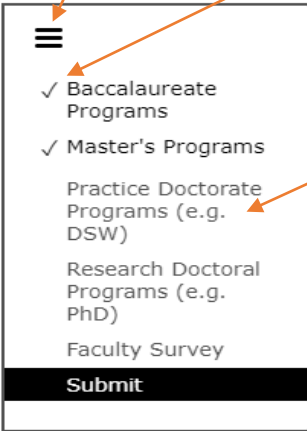 Baccalaureate
Programs
Master's Programs
Practice Doctorate
Programs (e.g.
DSW)
Research Doctoral
Programs (e.g.
PhD)
Faculty Survey
Submit